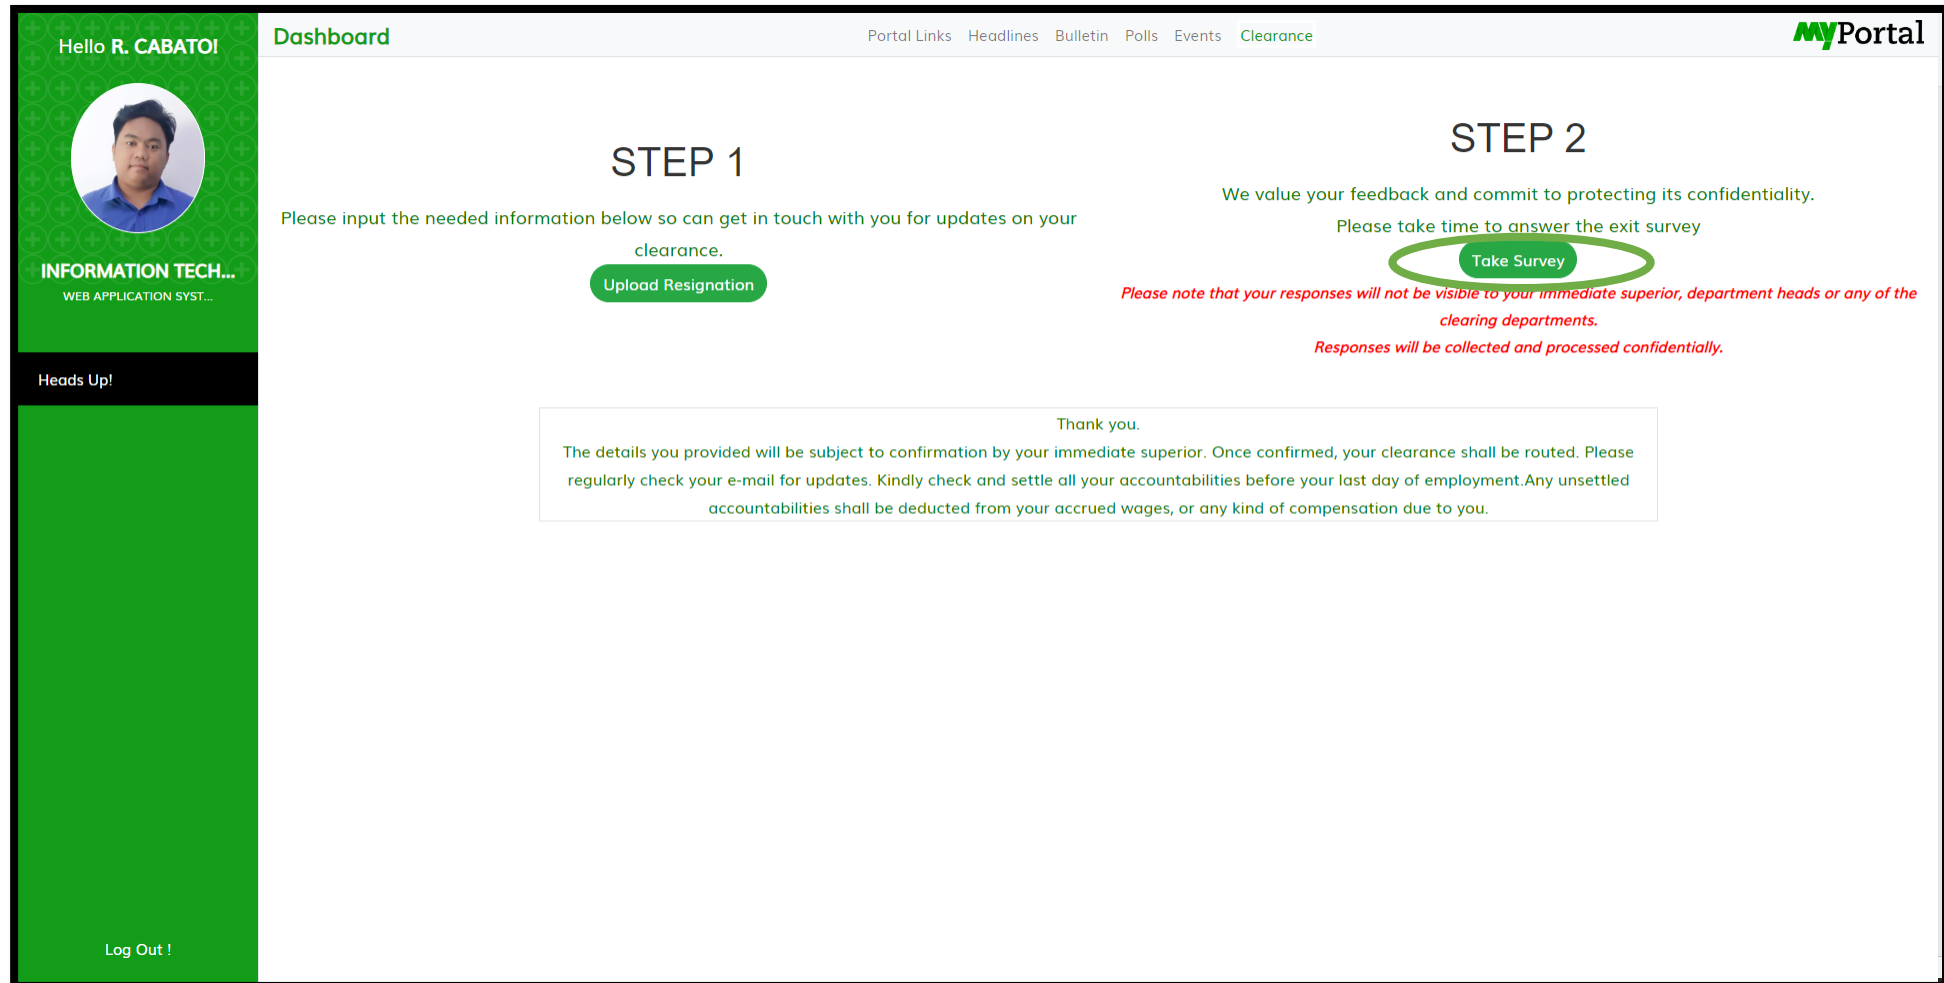 Hello R. CABATO!
INFORMATION TECH...
WEB APPLICATION SYST...
Heads Up!
Log Out !
Dashboard
Portal Links Headlines Bulletin Polls Events Clearance
MyPortal
STEP 1
Please input the needed information below so can get in touch with you for updates on your
clearance.
Upload Resignation
STEP 2
We value your feedback and commit to protecting its confidentiality.
Please take time to answer the exit survey
Take Survey
Please note that your responses will not be visible to your immediate superior, department heads or any of the
clearing departments.
Responses will be collected and processed confidentially.
Thank you.
The details you provided will be subject to confirmation by your immediate superior. Once confirmed, your clearance shall be routed. Please
regularly check your e-mail for updates. Kindly check and settle all your accountabilities before your last day of employment.Any unsettled
accountabilities shall be deducted from your accrued wages, or any kind of compensation due to you.